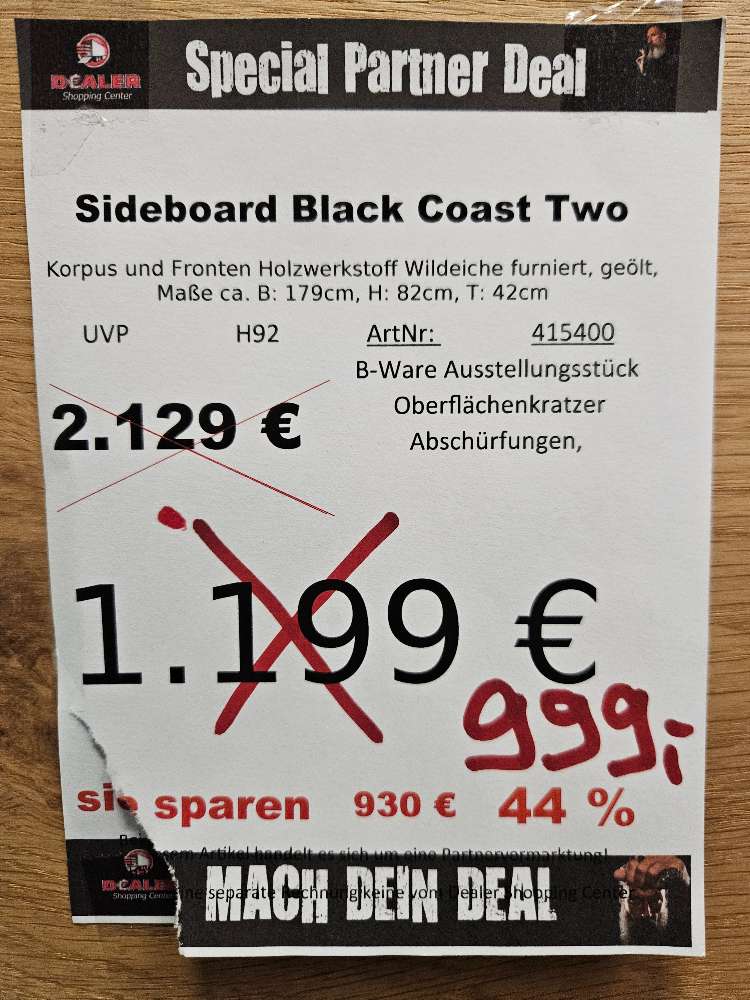 DEALER
Shopping Center
Special Partner Deal
Sideboard Black Coast Two
Korpus und Fronten Holzwerkstoff Wildeiche furniert, geölt,
Maße ca. B: 179cm, H: 82cm, T: 42cm
UVP H92 ArtNr: 415400
B-Ware Ausstellungsstück
2.129 €
Oberflächenkratzer
Abschürfungen,
1.199 €
999,-
sie sparen 930 € 44 %
Artikel handelt es sich um eine Partnervermarktung!
DEALER
Shopping Center
separate Rechnung keine vom Dealer Shopping Center
MACH DEIN DEAL